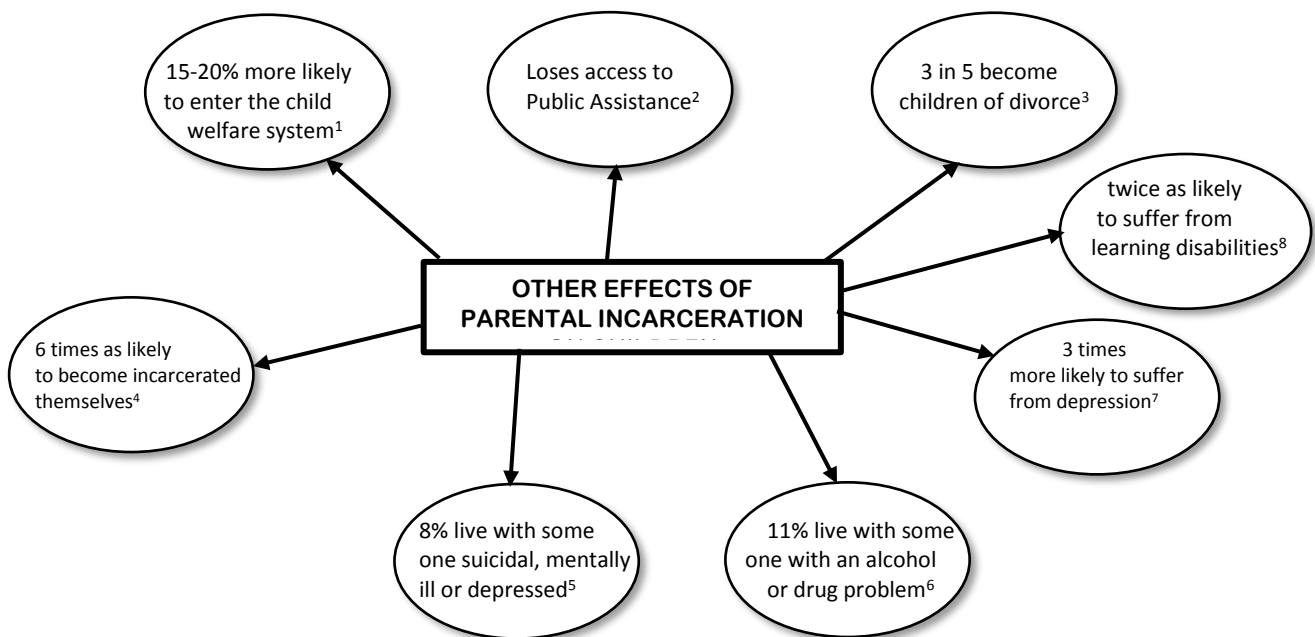 15-20% more likely
to enter the child
welfare system¹
Loses access to
Public Assistance²
3 in 5 become
children of divorce³
twice as likely
to suffer from
learning disabilities⁸
OTHER EFFECTS OF
PARENTAL INCARCERATION
6 times as likely
to become incarcerated
themselves⁴
3 times
more likely to suffer
from depression⁷
8% live with some
one suicidal, mentally
ill or depressed⁵
11% live with some
one with an alcohol
or drug problem⁶